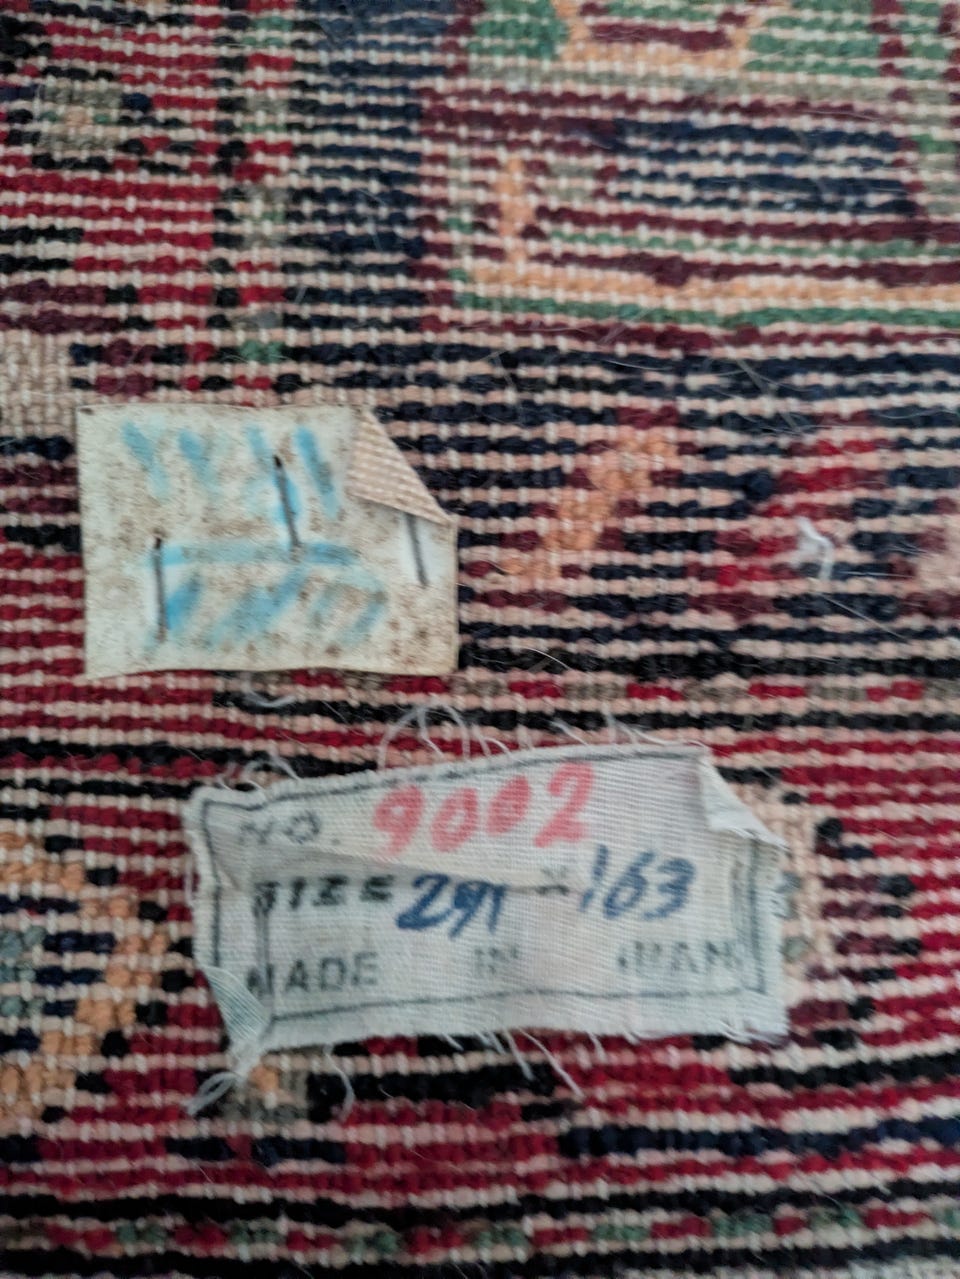 NO. 9002
SIZE 291 × 163
MADE IN IRAN